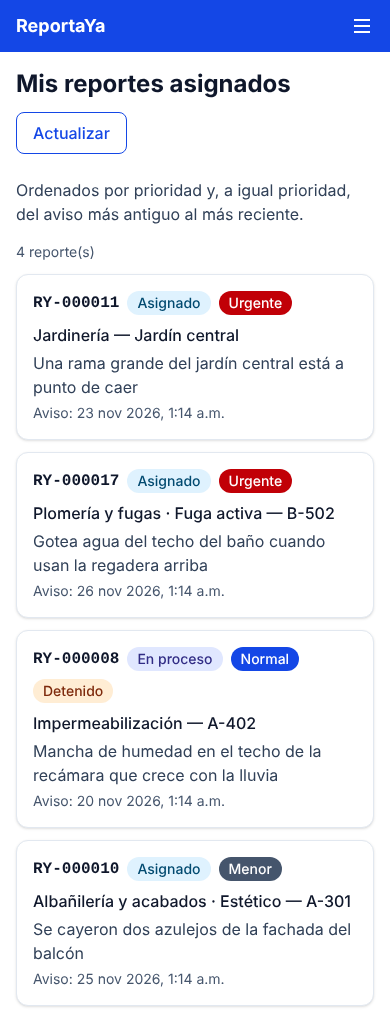 ReportaYa
Mis reportes asignados
Actualizar
Ordenados por prioridad y, a igual prioridad,
del aviso más antiguo al más reciente.
4 reporte(s)
RY-000011 Asignado Urgente
Jardinería — Jardín central
Una rama grande del jardín central está a
punto de caer
Aviso: 23 nov 2026, 1:14 a.m.
RY-000017 Asignado Urgente
Plomería y fugas · Fuga activa — B-502
Gotea agua del techo del baño cuando
usan la regadera arriba
Aviso: 26 nov 2026, 1:14 a.m.
RY-000008 En proceso Normal
Detenido
Impermeabilización — A-402
Mancha de humedad en el techo de la
recámara que crece con la lluvia
Aviso: 20 nov 2026, 1:14 a.m.
RY-000010 Asignado Menor
Albañilería y acabados · Estético — A-301
Se cayeron dos azulejos de la fachada del
balcón
Aviso: 25 nov 2026, 1:14 a.m.